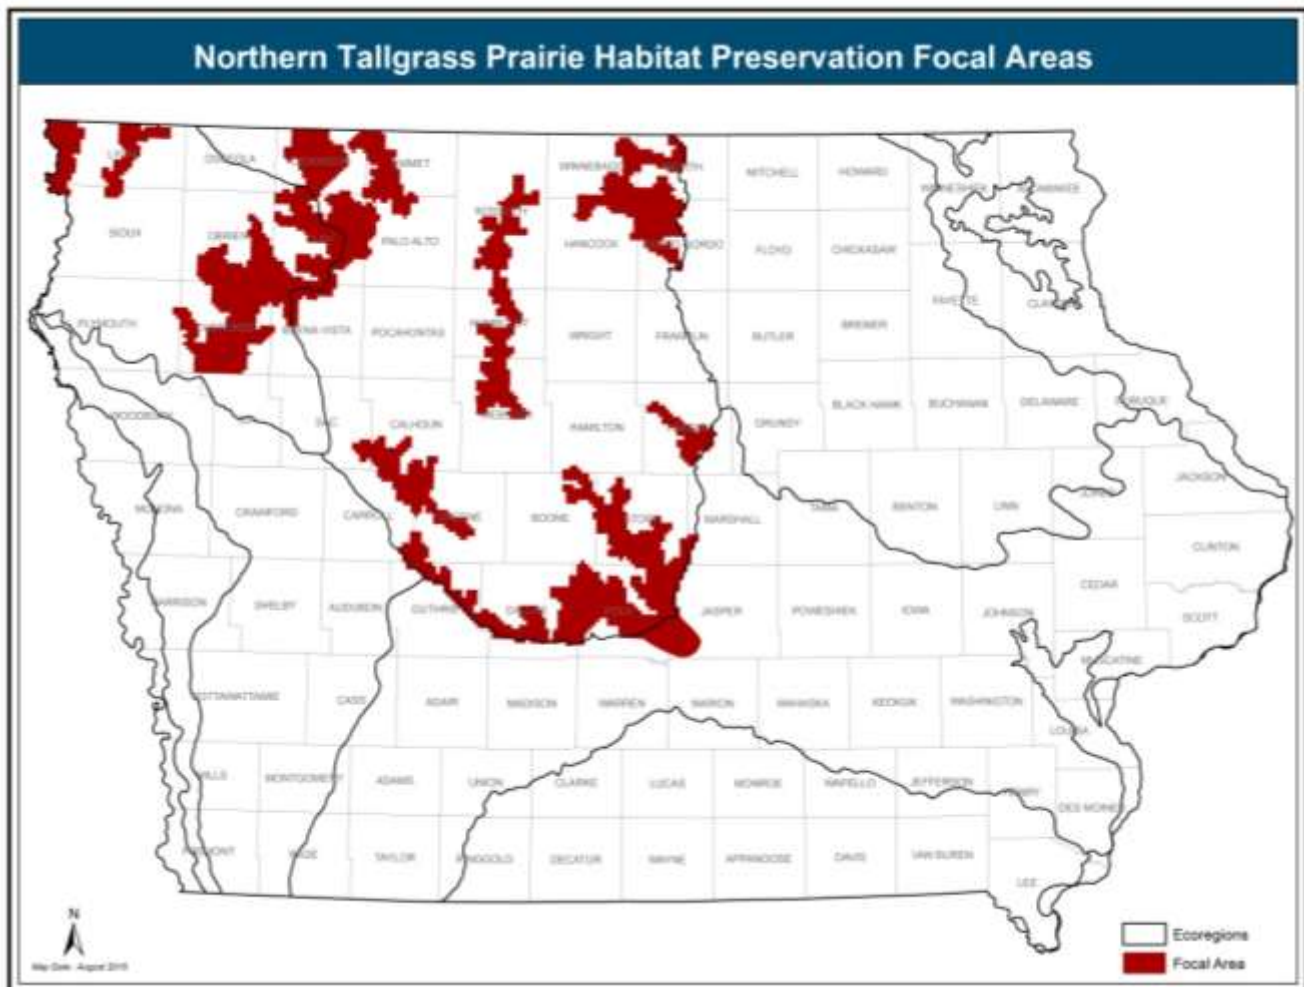 Northern Tallgrass Prairie Habitat Preservation Focal Areas
OSCEOLA
WINNEBAGO
MITCHELL
HOWARD
SIOUX
OBRIEN
PALO ALTO
HANCOCK
FLOYD
CHICKASAW
PLYMOUTH
BUENA VISTA
POCAHONTAS
WRIGHT
FRANKLIN
BUTLER
BREMER
FAYETTE
WOODBURY
SAC
CALHOUN
HAMILTON
GRUNDY
BLACK HAWK
BUCHANAN
DELAWARE
DUBUQUE
MONONA
CRAWFORD
CARROLL
BOONE
MARSHALL
TAMA
BENTON
LINN
JONES
JACKSON
CLINTON
HARRISON
SHELBY
AUDUBON
GUTHRIE
JASPER
POWESHIEK
IOWA
JOHNSON
CEDAR
SCOTT
MUSCATINE
POTTAWATTAMIE
CASS
ADAIR
MADISON
WARREN
MARION
MAHASKA
KEOKUK
WASHINGTON
LOUISA
MILLS
MONTGOMERY
ADAMS
UNION
CLARKE
LUCAS
MONROE
WAPELLO
JEFFERSON
HENRY
DES MOINES
FREMONT
PAGE
TAYLOR
RINGGOLD
DECATUR
WAYNE
APPANOOSE
DAVIS
VAN BUREN
LEE
N
Ecoregions
Focal Area